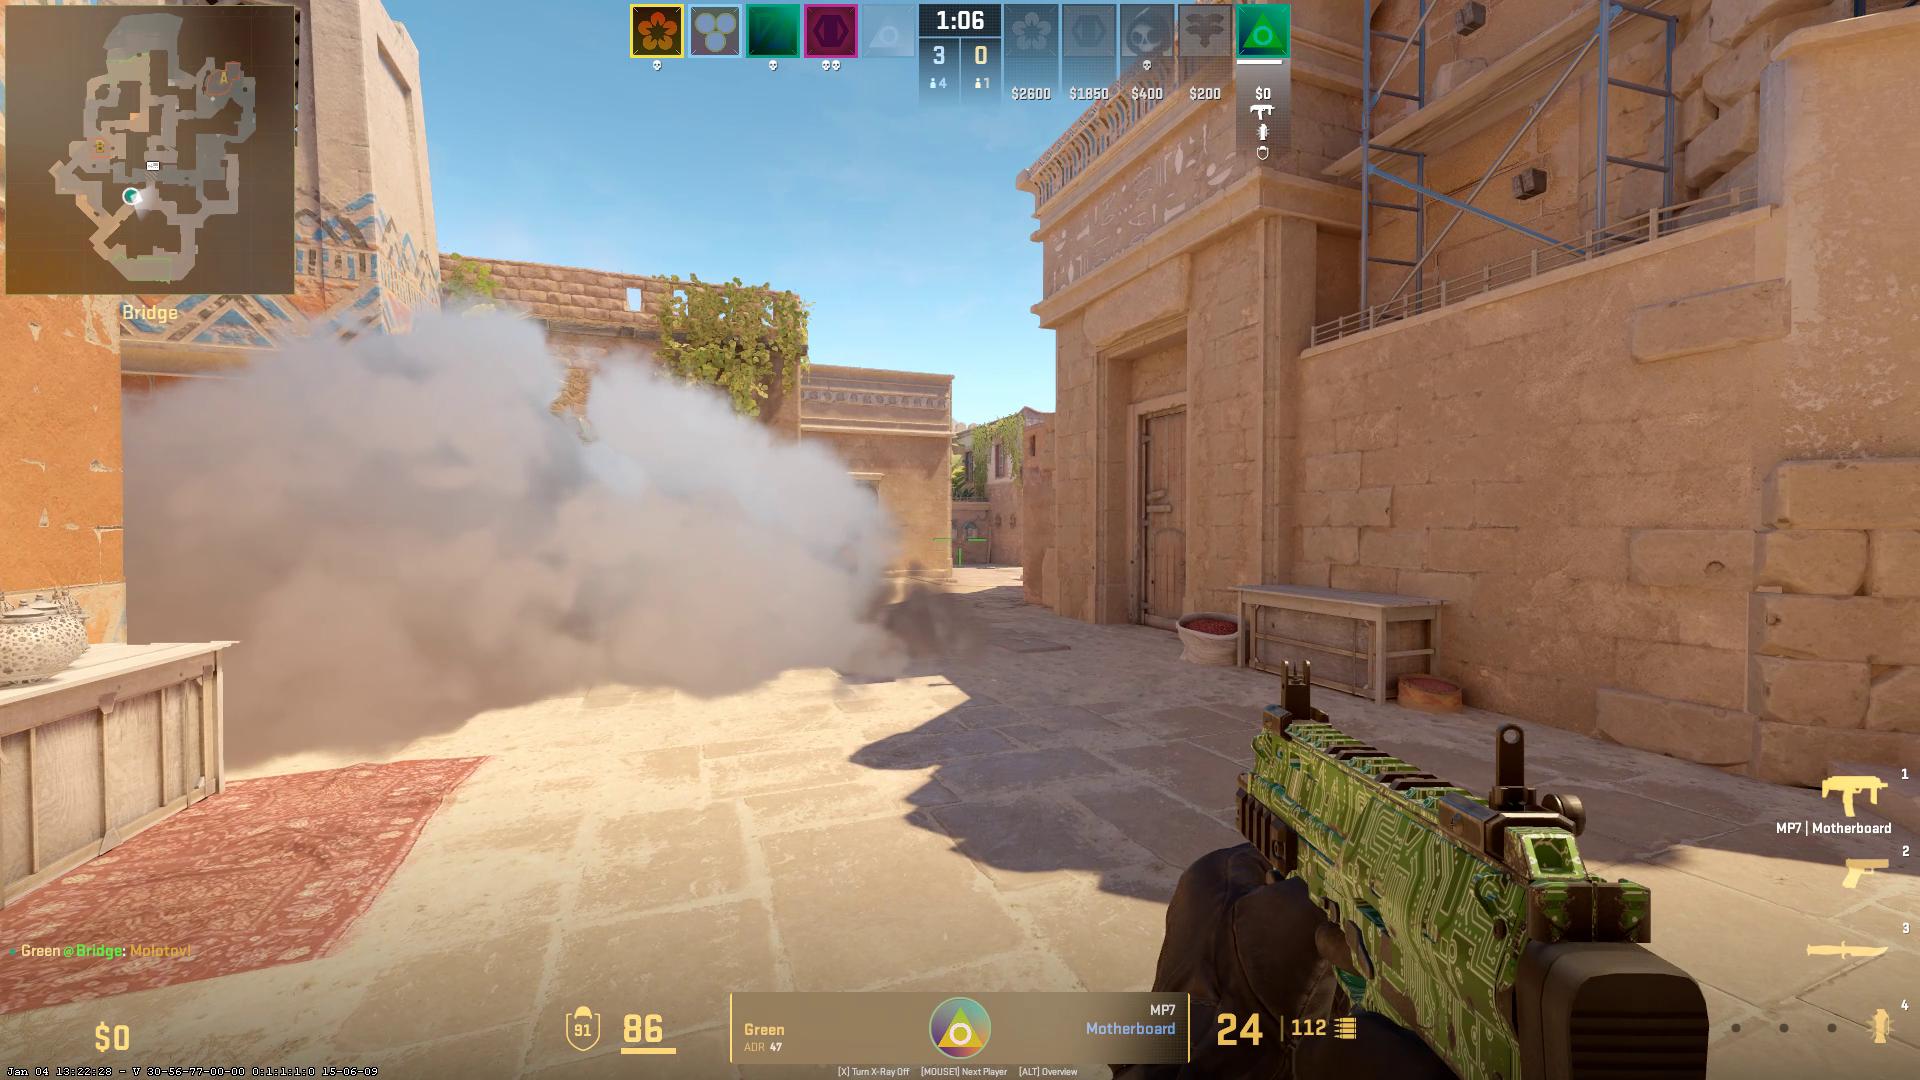 1:06
3
0
4
1
$2600
$1850
$400
$200
$0
A
B
Bridge
Green @ Bridge: Molotov!
$0
91
86
Green
ADR 47
MP7
Motherboard
24
112
1
MP7 | Motherboard
2
3
4
[X] Turn X-Ray Off [MOUSE1] Next Player [ALT] Overview
Jan 04 13:22:28 - V 30-56-77-00-00 0:1:1:1:0 15-06-09